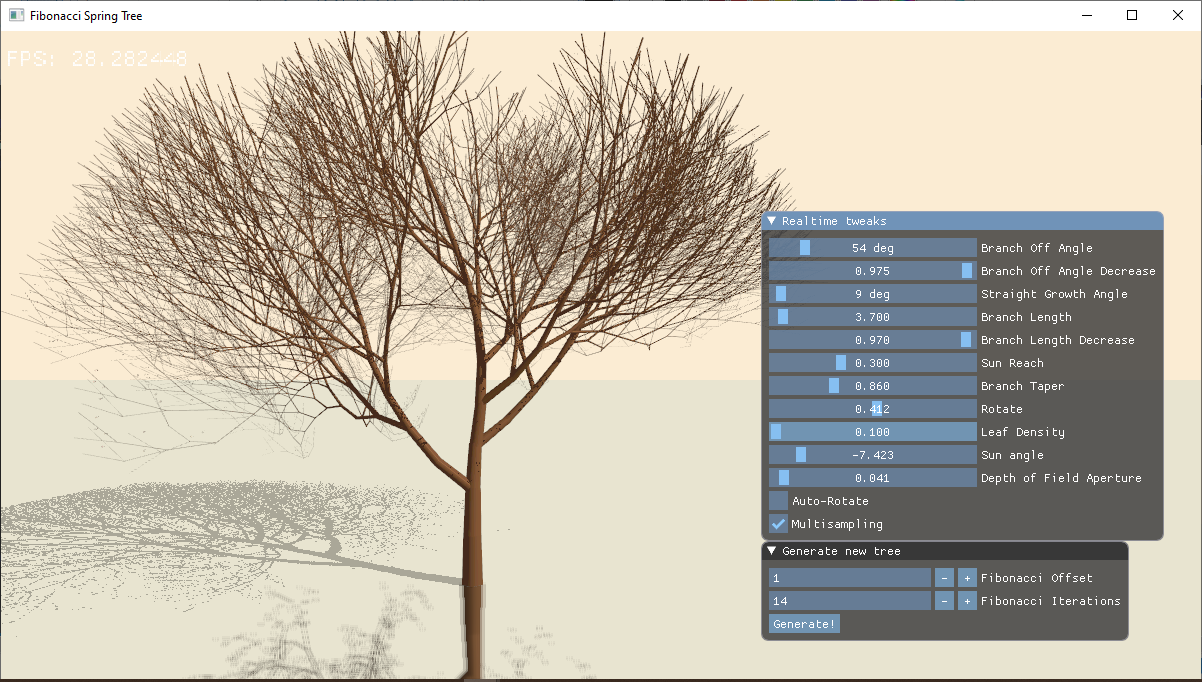 Fibonacci Spring Tree
FPS: 28.282448
Realtime tweaks
54 deg Branch Off Angle
0.975 Branch Off Angle Decrease
9 deg Straight Growth Angle
3.700 Branch Length
0.970 Branch Length Decrease
0.300 Sun Reach
0.860 Branch Taper
0.412 Rotate
0.100 Leaf Density
-7.423 Sun angle
0.041 Depth of Field Aperture
Auto-Rotate
Multisampling
Generate new tree
1 - + Fibonacci Offset
14 - + Fibonacci Iterations
Generate!